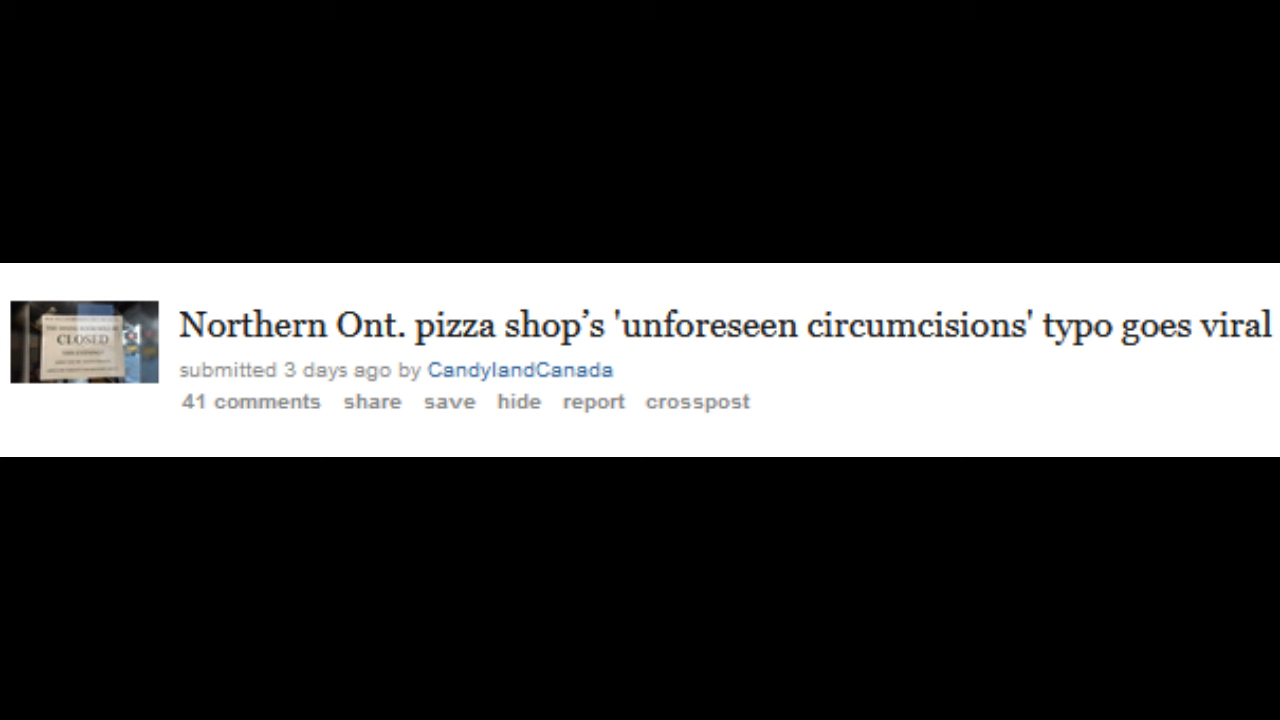 Northern Ont. pizza shop’s 'unforeseen circumcisions' typo goes viral
submitted 3 days ago by CandylandCanada
41 comments share save hide report crosspost
CLOSED